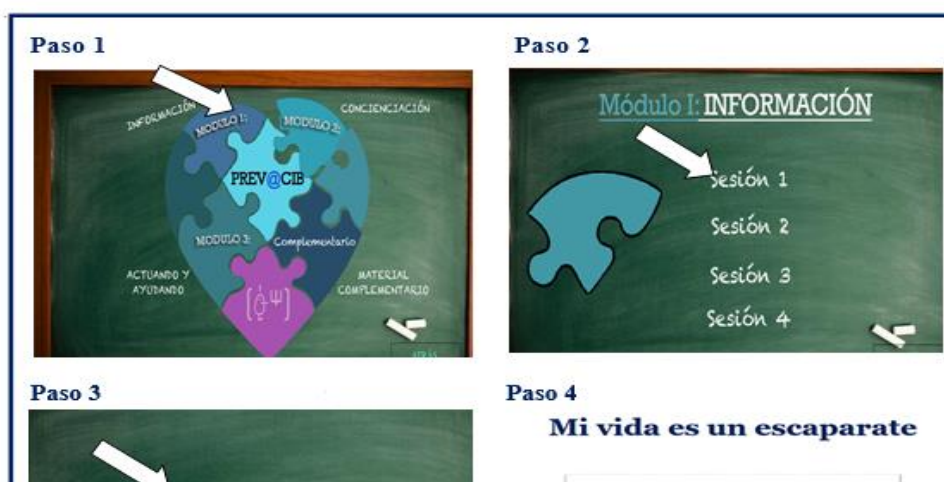 Paso 1
Paso 2
INFORMACIÓN
CONCIENCIACIÓN
MODULO 1:
MODULO 2:
PREV@CIB
MODULO 3:
Complementario
ACTUANDO Y
AYUDANDO
MATERIAL
COMPLEMENTARIO
ATRÁS
Módulo I: INFORMACIÓN
Sesión 1
Sesión 2
Sesión 3
Sesión 4
Paso 3
Paso 4
Mi vida es un escaparate